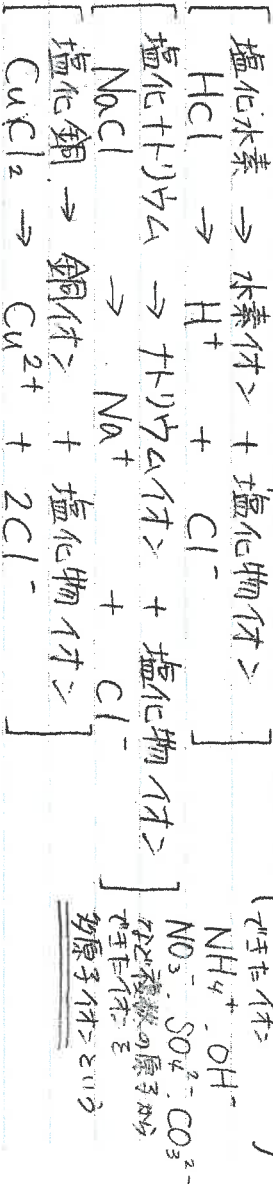 塩化水素 → 水素イオン + 塩化物イオン
HCl → H⁺ + Cl⁻
塩化ナトリウム → ナトリウムイオン + 塩化物イオン
NaCl → Na⁺ + Cl⁻
塩化銅 → 銅イオン + 塩化物イオン
CuCl₂ → Cu²⁺ + 2Cl⁻
できたイオン
NH₄⁺・OH⁻
NO₃⁻・SO₄²⁻・CO₃²⁻
など複数の原子から
できたイオンを
多原子イオンという